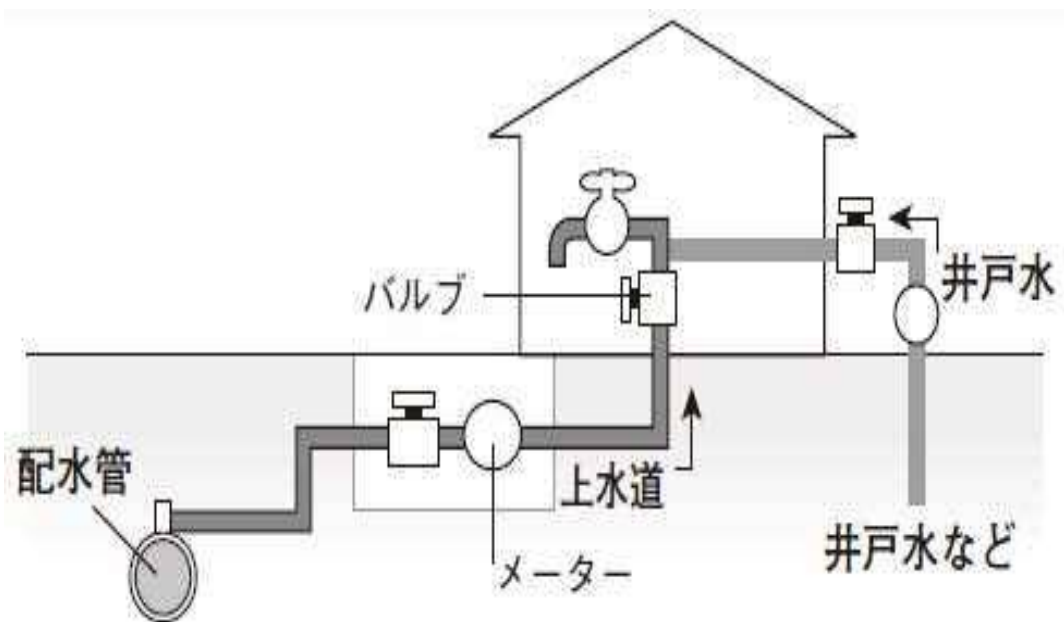 バルブ
井戸水
配水管
上水道
メーター
井戸水など